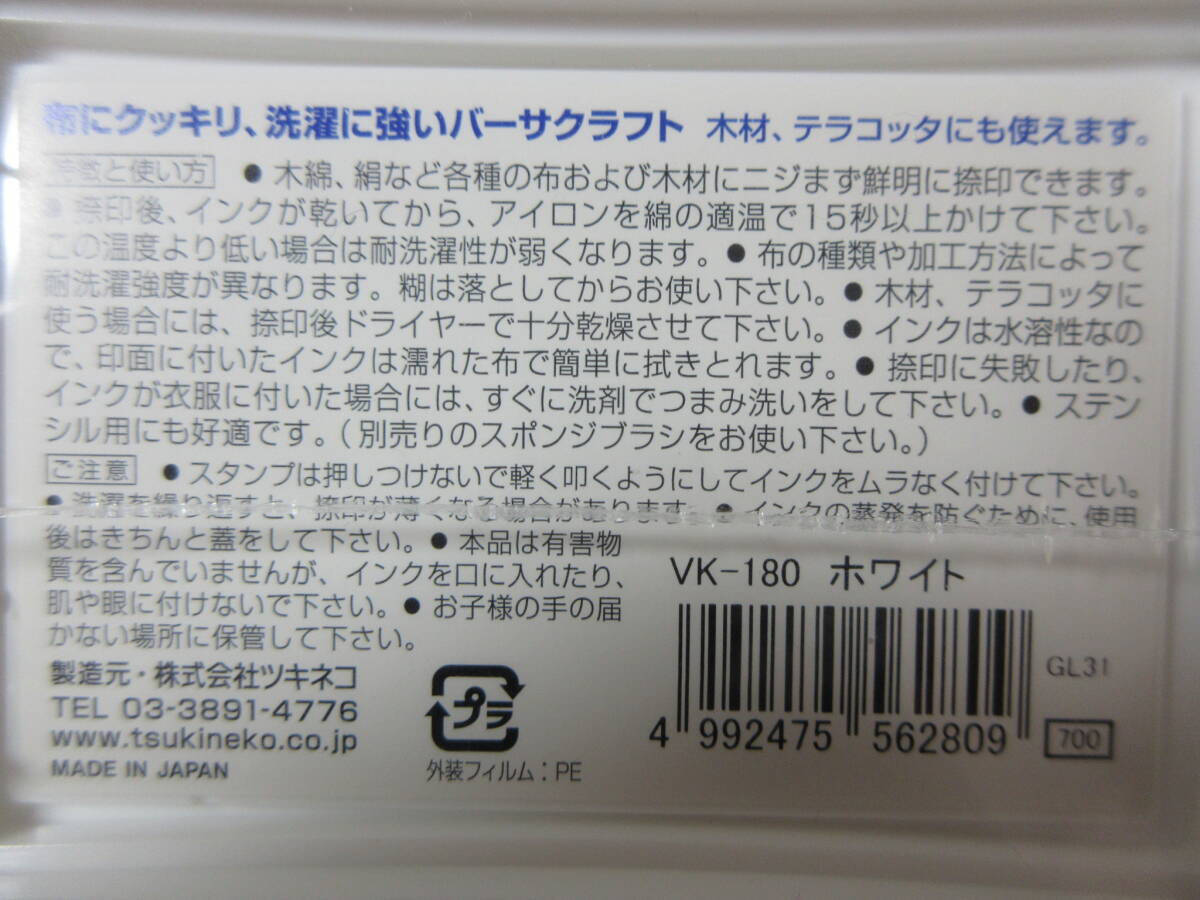 布にクッキリ、洗濯に強いバーサクラフト 木材、テラコッタにも使えます。
特徴と使い方 ●木綿、絹など各種の布および木材にニジまず鮮明に捺印できます。
●捺印後、インクが乾いてから、アイロンを綿の適温で15秒以上かけて下さい。
この温度より低い場合は耐洗濯性が弱くなります。●布の種類や加工方法によって
耐洗濯強度が異なります。糊は落としてからお使い下さい。●木材、テラコッタに
使う場合には、捺印後ドライヤーで十分乾燥させて下さい。●インクは水溶性なの
で、印面に付いたインクは濡れた布で簡単に拭きとれます。●捺印に失敗したり、
インクが衣服に付いた場合には、すぐに洗剤でつまみ洗いをして下さい。●ステン
シル用にも好適です。(別売りのスポンジブラシをお使い下さい。)
ご注意 ●スタンプは押しつけないで軽く叩くようにしてインクをムラなく付けて下さい。
●洗濯を繰り返すと、捺印が薄くなる場合があります。●インクの蒸発を防ぐために、使用
後はきちんと蓋をして下さい。●本品は有害物
質を含んでいませんが、インクを口に入れたり、
肌や眼に付けないで下さい。●お子様の手の届
かない場所に保管して下さい。
製造元・株式会社ツキネコ
TEL 03-3891-4776
www.tsukineko.co.jp
MADE IN JAPAN
プラ
外装フィルム：PE
VK-180 ホワイト
GL31
4 992475 562809
700